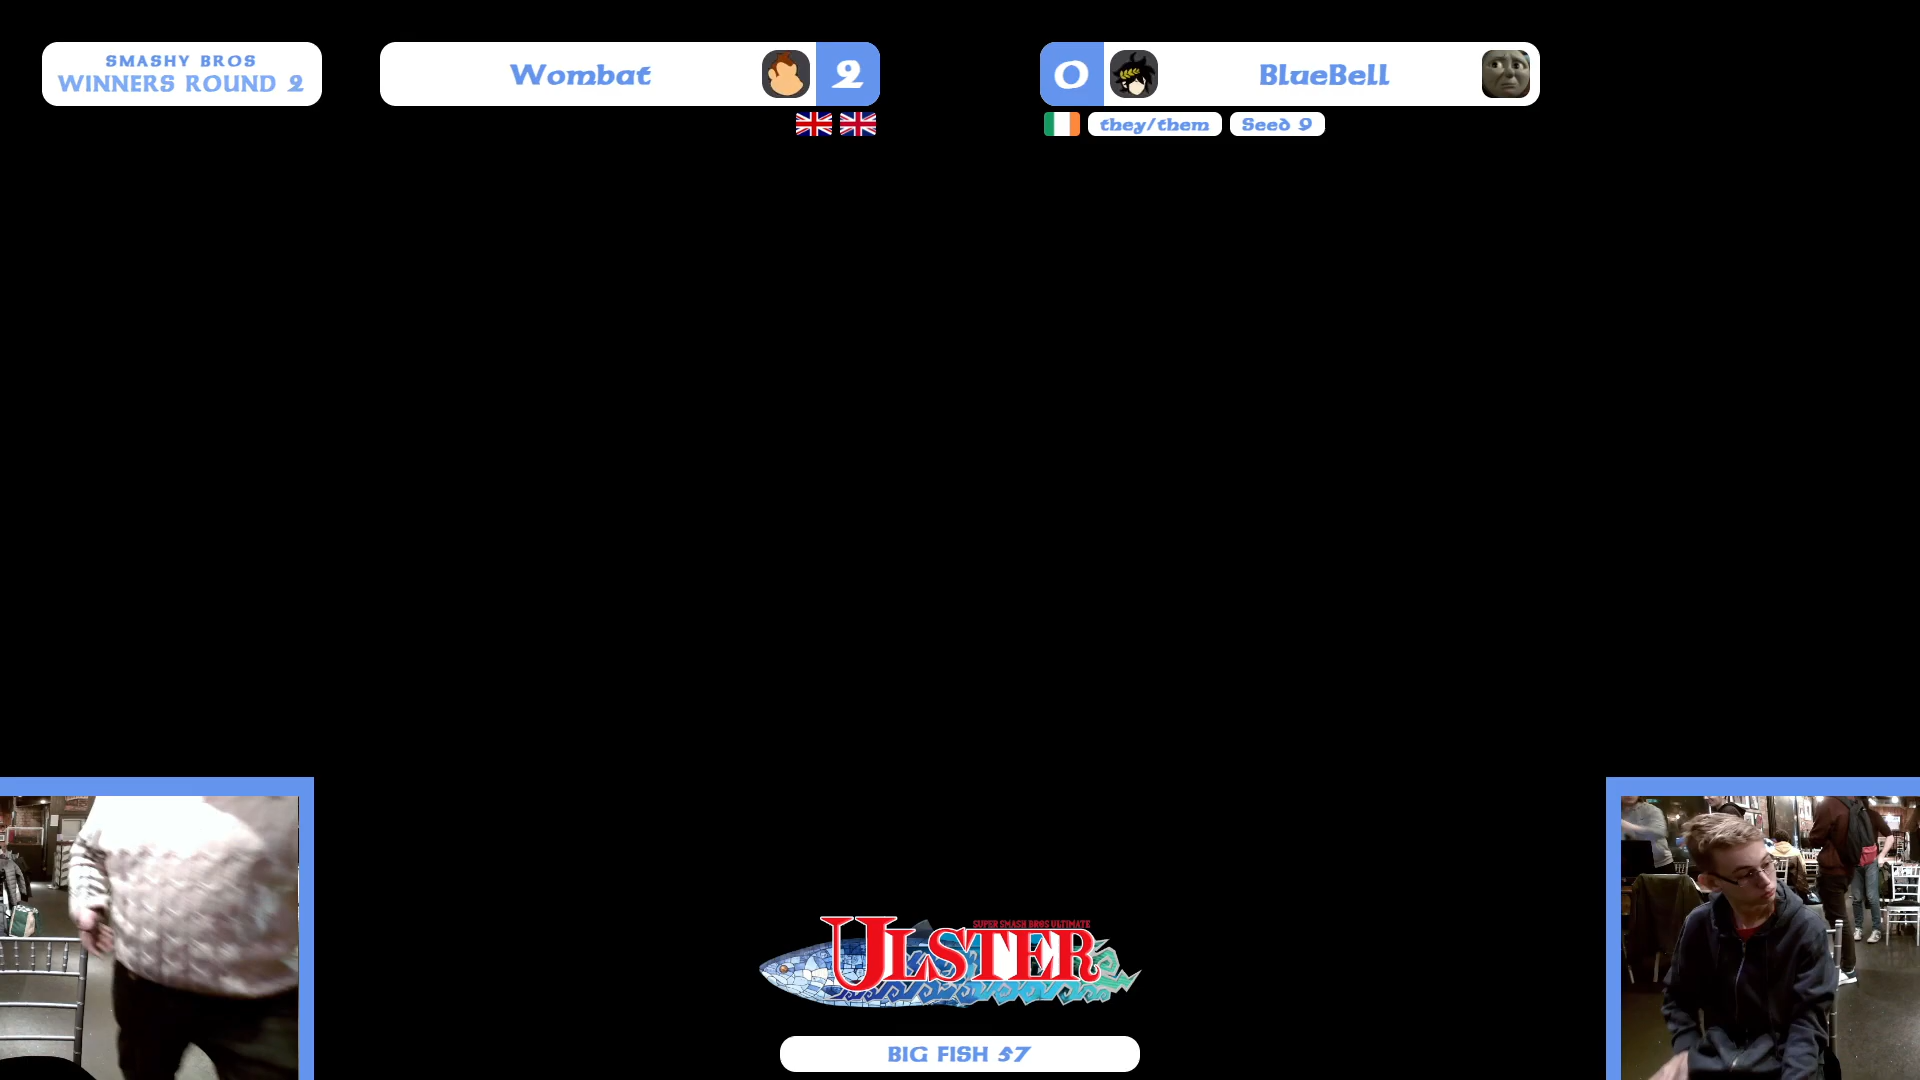 SMASHY BROS
WINNERS ROUND 2
Wombat
2
0
BlueBell
they/them
Seed 9
SUPER SMASH BROS ULTIMATE
ULSTER
BIG FISH 57